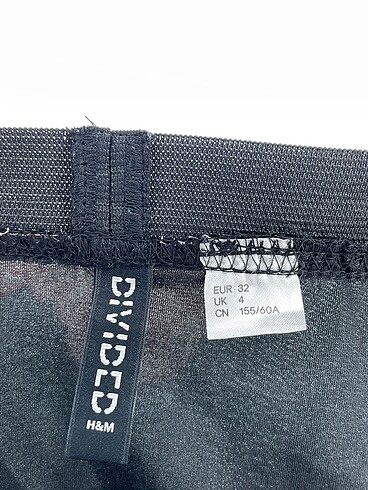 DIVIDED
H&M
EUR 32
UK 4
CN 155/60A